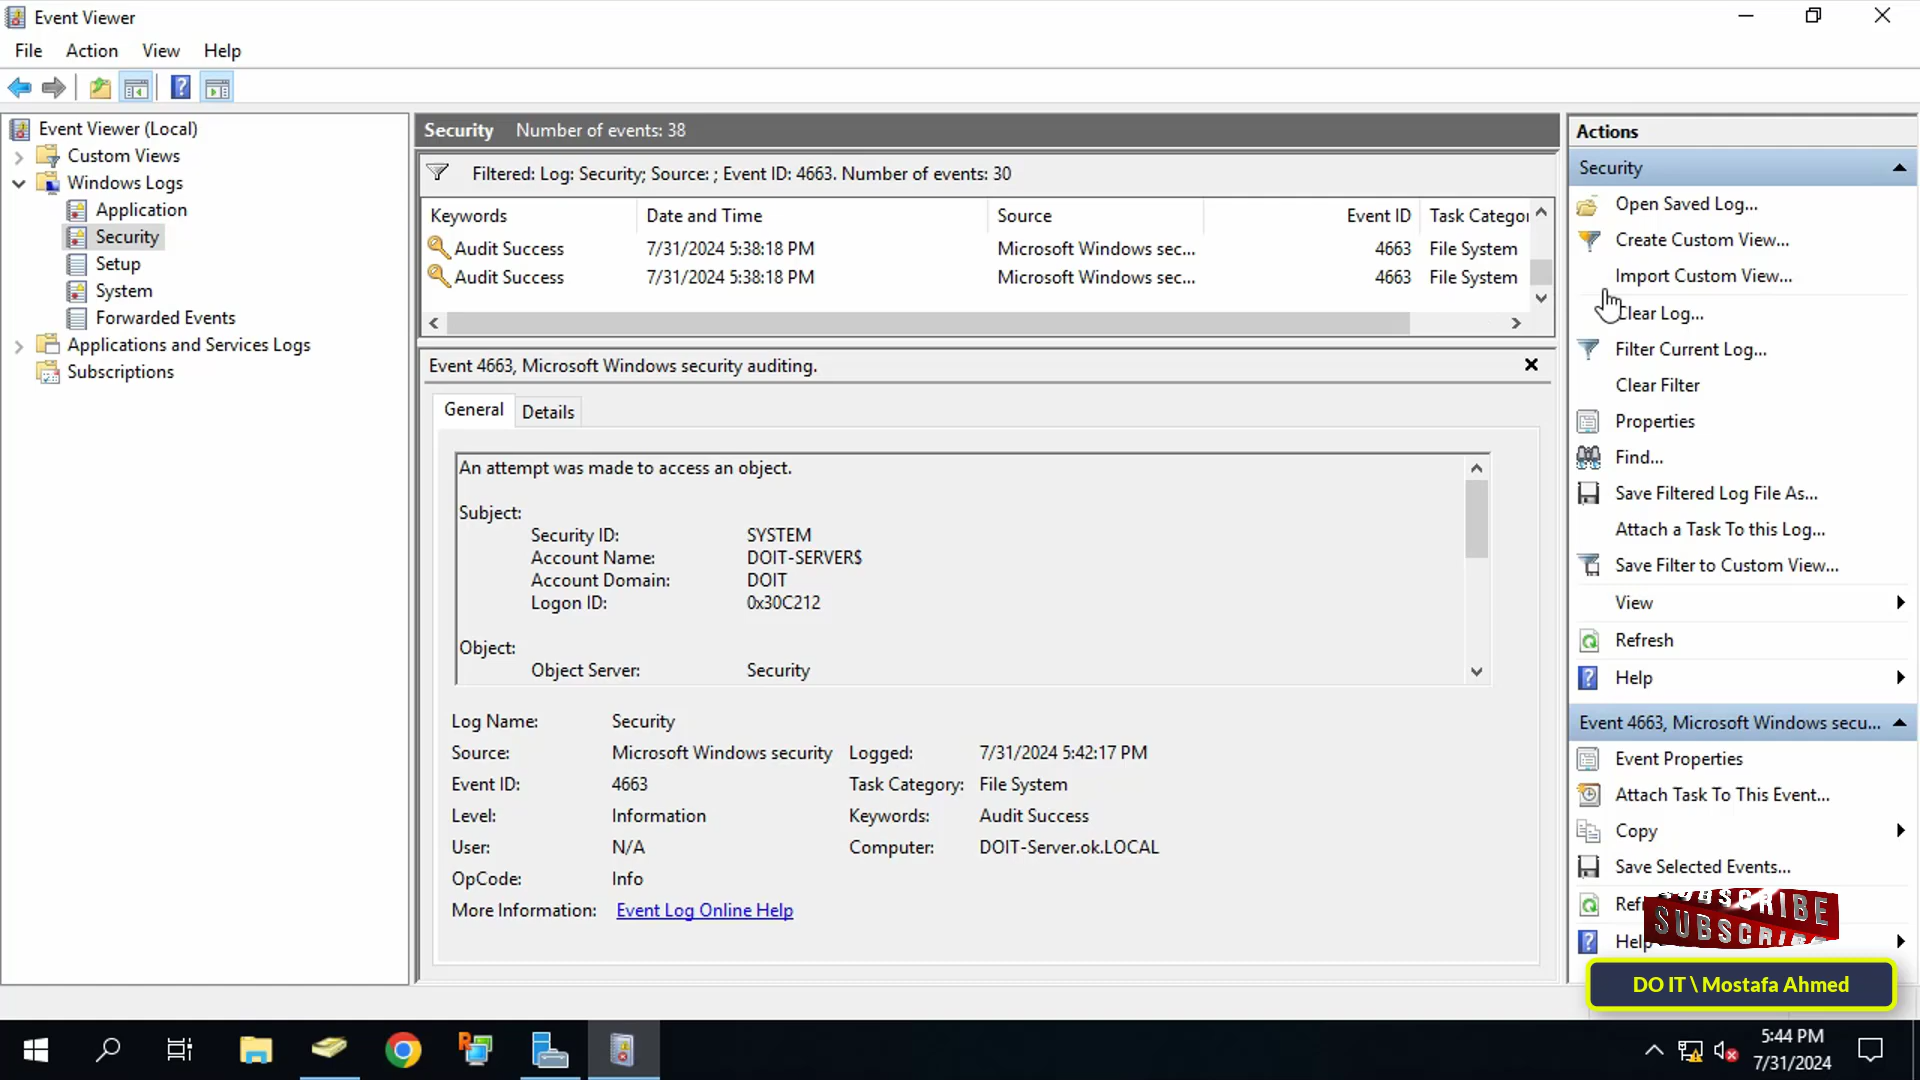 Event Viewer
File Action View Help
Event Viewer (Local)
Custom Views
Windows Logs
Application
Security
Setup
System
Forwarded Events
Applications and Services Logs
Subscriptions
Security Number of events: 38
Filtered: Log: Security; Source: ; Event ID: 4663. Number of events: 30
Keywords Date and Time Source Event ID Task Categor
Audit Success 7/31/2024 5:38:18 PM Microsoft Windows sec... 4663 File System
Audit Success 7/31/2024 5:38:18 PM Microsoft Windows sec... 4663 File System
Event 4663, Microsoft Windows security auditing.
General Details
An attempt was made to access an object.
Subject:
Security ID: SYSTEM
Account Name: DOIT-SERVER$
Account Domain: DOIT
Logon ID: 0x30C212
Object:
Object Server: Security
Log Name: Security
Source: Microsoft Windows security Logged: 7/31/2024 5:42:17 PM
Event ID: 4663 Task Category: File System
Level: Information Keywords: Audit Success
User: N/A Computer: DOIT-Server.ok.LOCAL
OpCode: Info
More Information: Event Log Online Help
Actions
Security
Open Saved Log...
Create Custom View...
Import Custom View...
Clear Log...
Filter Current Log...
Clear Filter
Properties
Find...
Save Filtered Log File As...
Attach a Task To this Log...
Save Filter to Custom View...
View
Refresh
Help
Event 4663, Microsoft Windows secu...
Event Properties
Attach Task To This Event...
Copy
Save Selected Events...
Ref
Help
SUBSCRIBE
SUBSCRIBE
DO IT \ Mostafa Ahmed
5:44 PM
7/31/2024